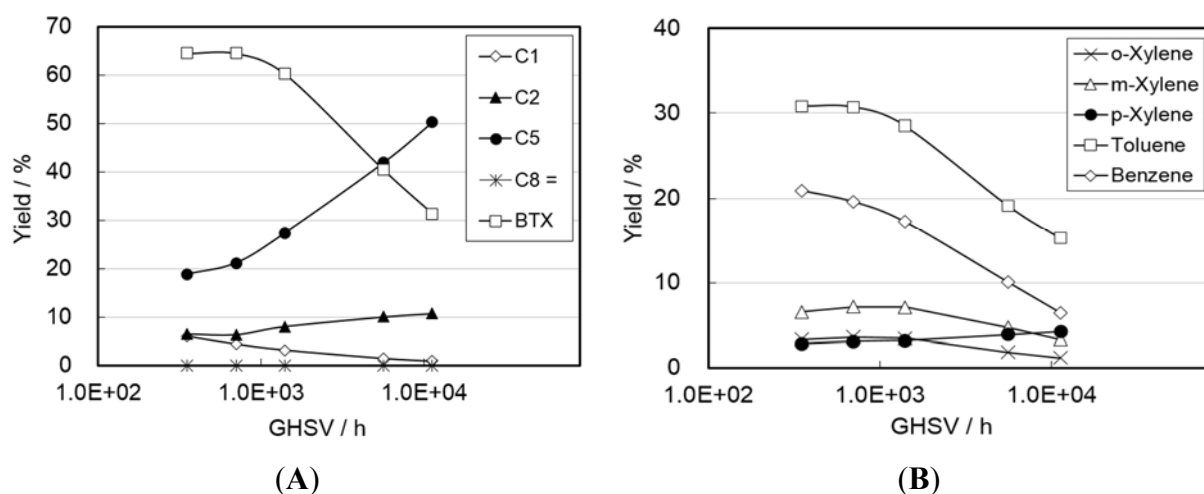 70
60
50
40
30
20
10
0
Yield / %
1.0E+02
1.0E+03
1.0E+04
GHSV / h
C1
C2
C5
C8 =
BTX
(A)
40
30
20
10
0
Yield / %
1.0E+02
1.0E+03
1.0E+04
GHSV / h
o-Xylene
m-Xylene
p-Xylene
Toluene
Benzene
(B)